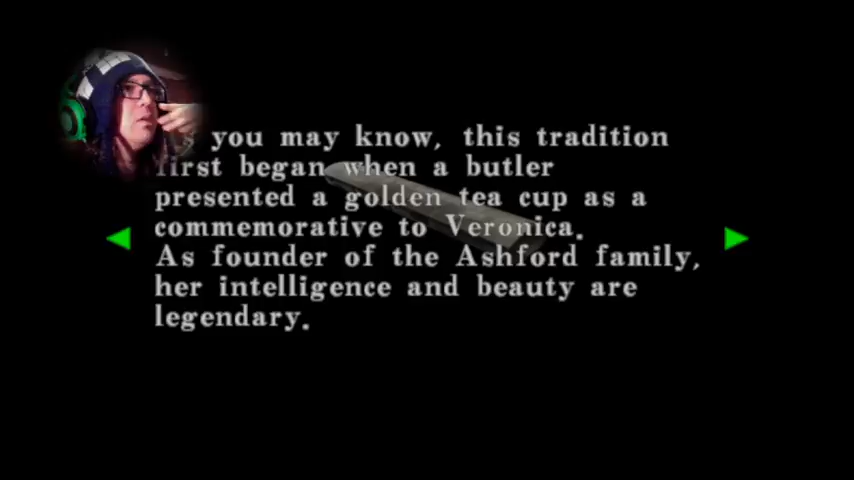 s you may know, this tradition
first began when a butler
presented a golden tea cup as a
commemorative to Veronica.
As founder of the Ashford family,
her intelligence and beauty are
legendary.